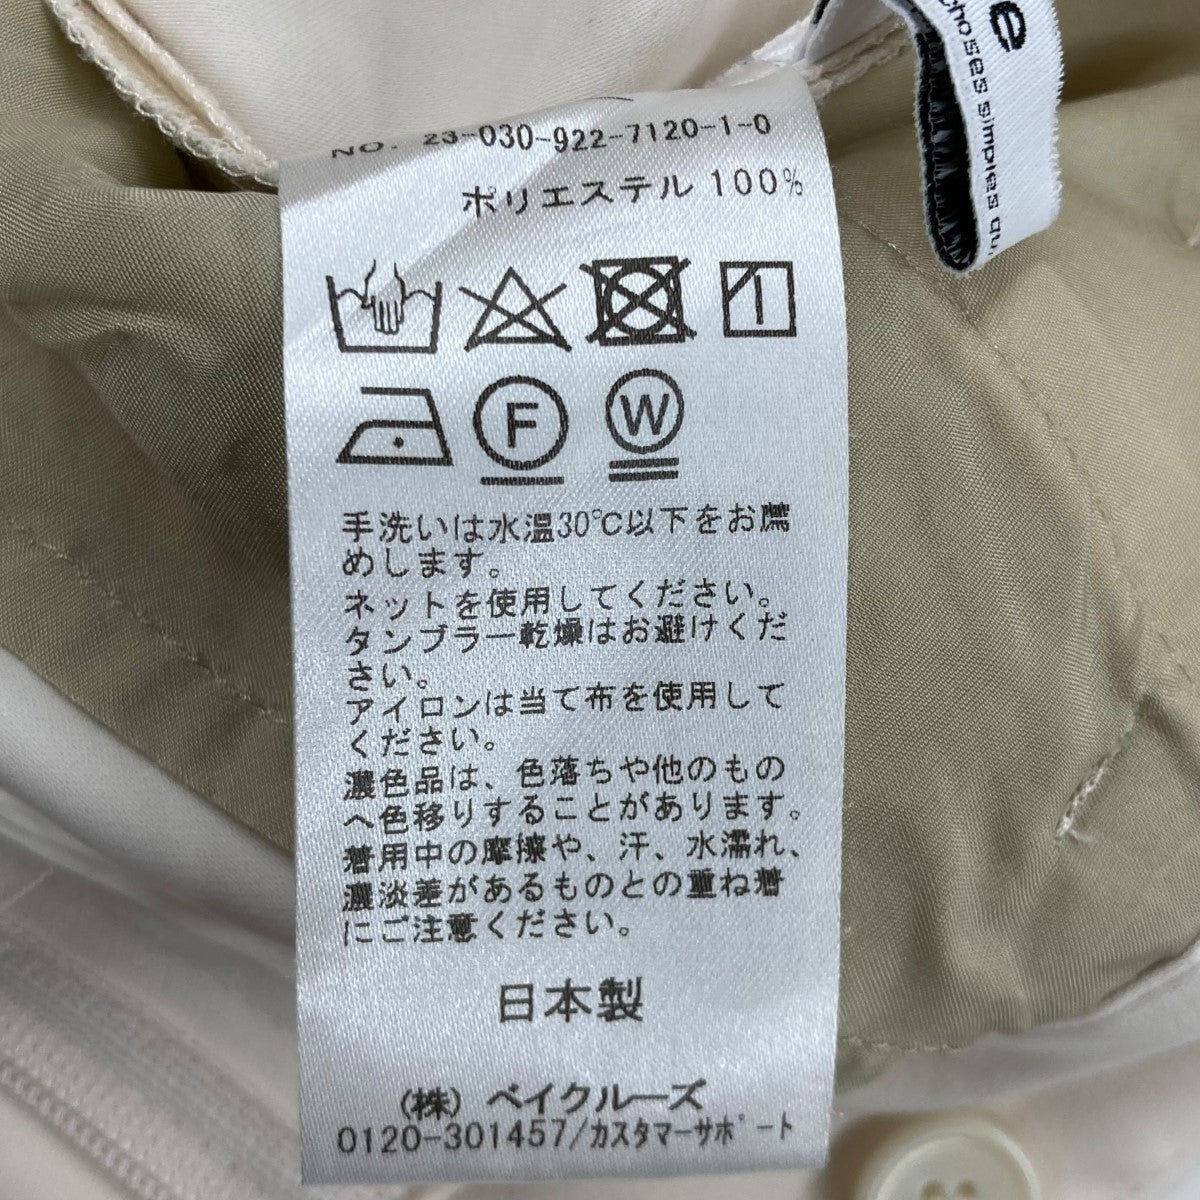 e
choses simples qu
NO. 23-030-922-7120-1-0
ポリエステル 100%
F
W
手洗いは水温30℃以下をお薦
めします。
ネットを使用してください。
タンブラー乾燥はお避けくだ
さい。
アイロンは当て布を使用して
ください。
濃色品は、色落ちや他のもの
へ色移りすることがあります。
着用中の摩擦や、汗、水濡れ、
濃淡差があるものとの重ね着
にご注意ください。
日本製
(株) ベイクルーズ
0120-301457/ｶｽﾀﾏｰｻﾎﾟｰﾄ